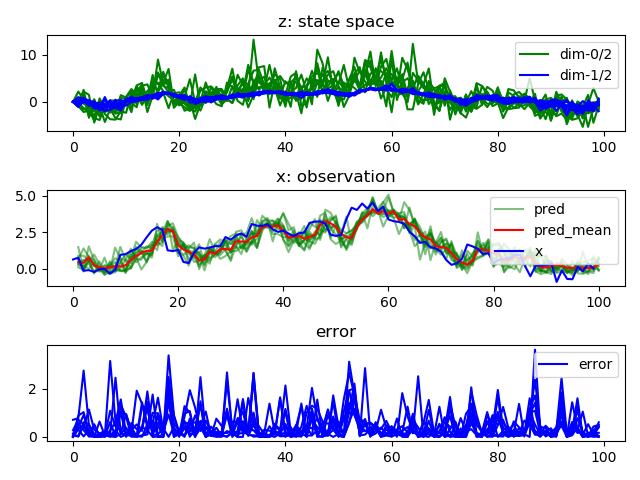 z: state space
10
0
dim-0/2
dim-1/2
0 20 40 60 80 100
x: observation
5.0
2.5
0.0
pred
pred_mean
x
0 20 40 60 80 100
error
2
0
error
0 20 40 60 80 100